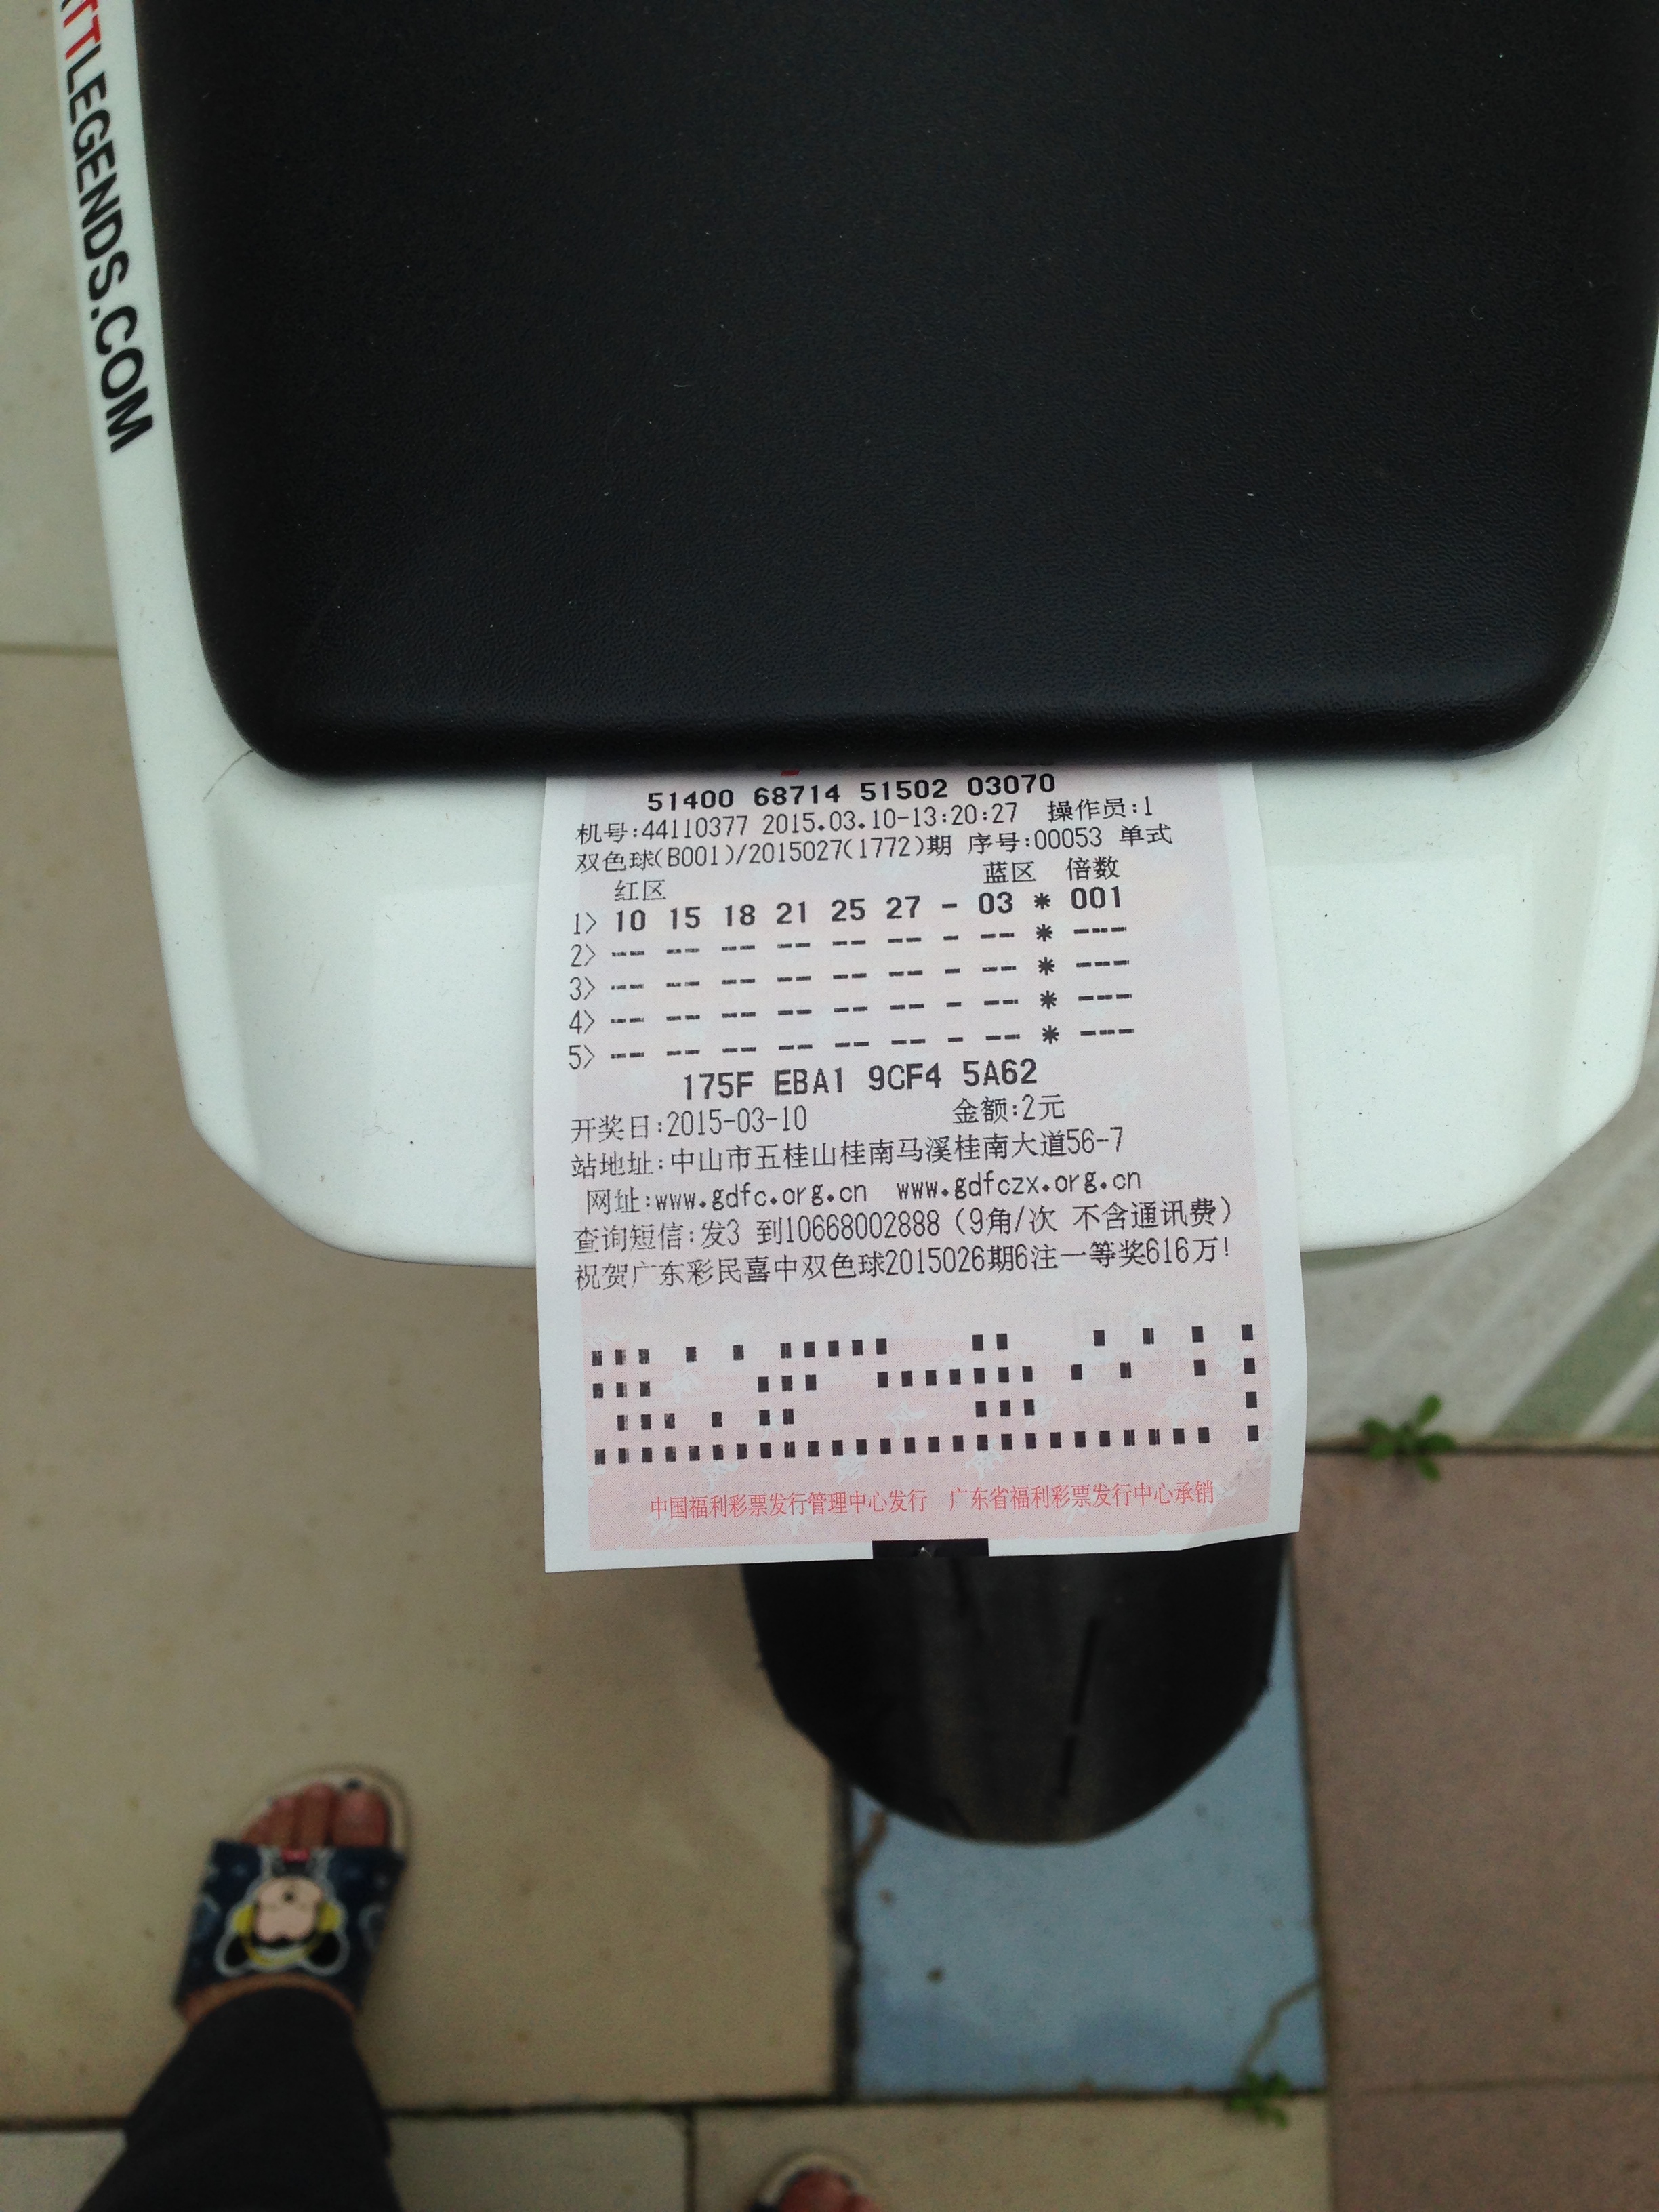 TTLEGENDS.COM
51400 68714 51502 03070
机号:44110377 2015.03.10-13:20:27 操作员:1
双色球(B001)/2015027(1772)期 序号:00053 单式
红区 蓝区 倍数
1> 10 15 18 21 25 27 - 03 * 001
2> -- -- -- -- -- -- - -- * ---
3> -- -- -- -- -- -- - -- * ---
4> -- -- -- -- -- -- - -- * ---
5> -- -- -- -- -- -- - -- * ---
175F EBA1 9CF4 5A62
开奖日:2015-03-10 金额:2元
站地址:中山市五桂山桂南马溪桂南大道56-7
网址:www.gdfc.org.cn www.gdfczx.org.cn
查询短信:发3 到10668002888（9角/次 不含通讯费）
祝贺广东彩民喜中双色球2015026期6注一等奖616万!
中国福利彩票发行管理中心发行 广东省福利彩票发行中心承销